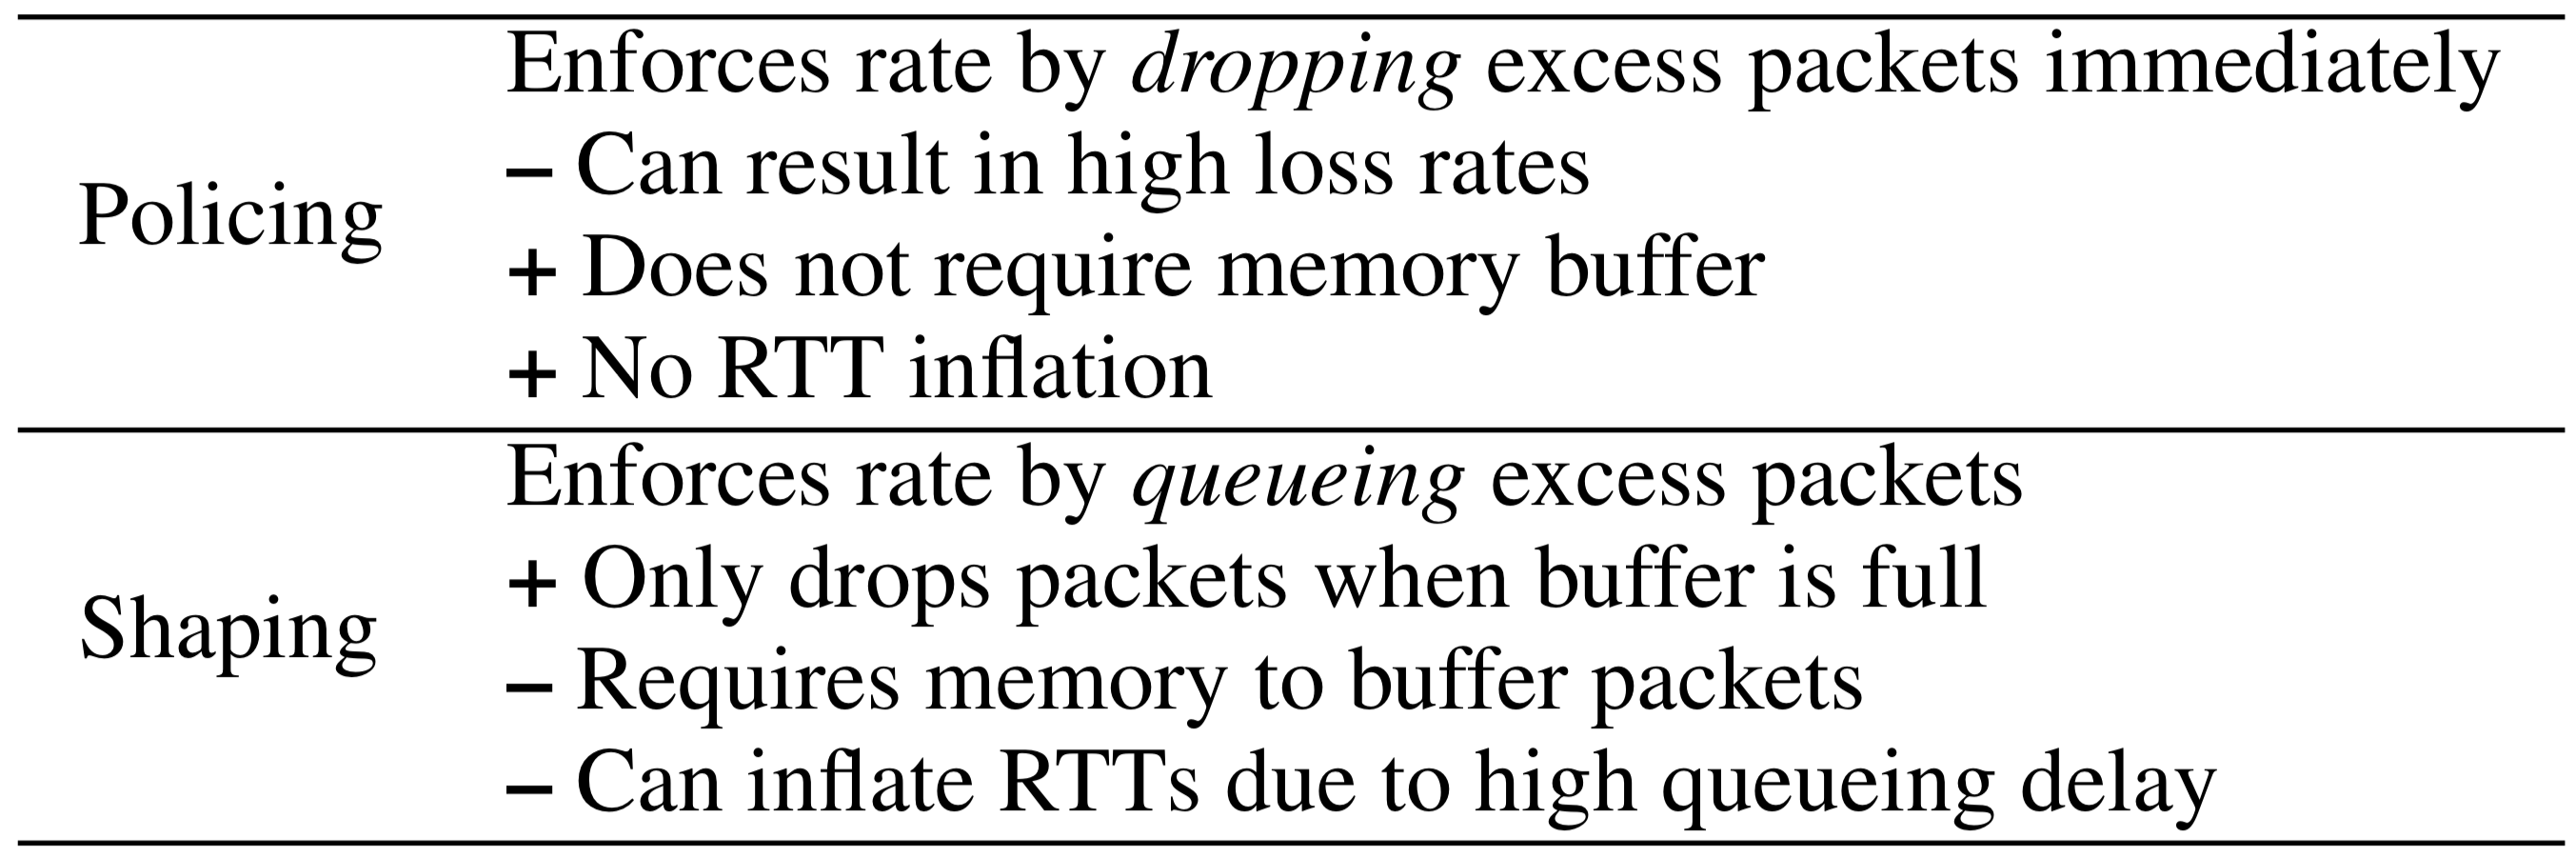 Policing
Enforces rate by dropping excess packets immediately
– Can result in high loss rates
+ Does not require memory buffer
+ No RTT inflation
Shaping
Enforces rate by queueing excess packets
+ Only drops packets when buffer is full
– Requires memory to buffer packets
– Can inflate RTTs due to high queueing delay